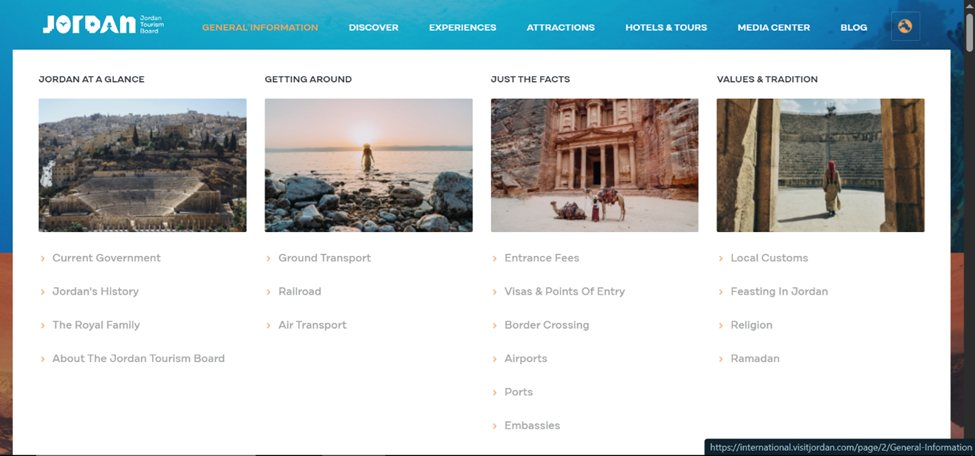 JORDAN Jordan
Tourism
Board
GENERAL INFORMATION DISCOVER EXPERIENCES ATTRACTIONS HOTELS & TOURS MEDIA CENTER BLOG
JORDAN AT A GLANCE
Current Government
Jordan's History
The Royal Family
About The Jordan Tourism Board
GETTING AROUND
Ground Transport
Railroad
Air Transport
JUST THE FACTS
Entrance Fees
Visas & Points Of Entry
Border Crossing
Airports
Ports
Embassies
VALUES & TRADITION
Local Customs
Feasting In Jordan
Religion
Ramadan
https://international.visitjordan.com/page/2/General-Information